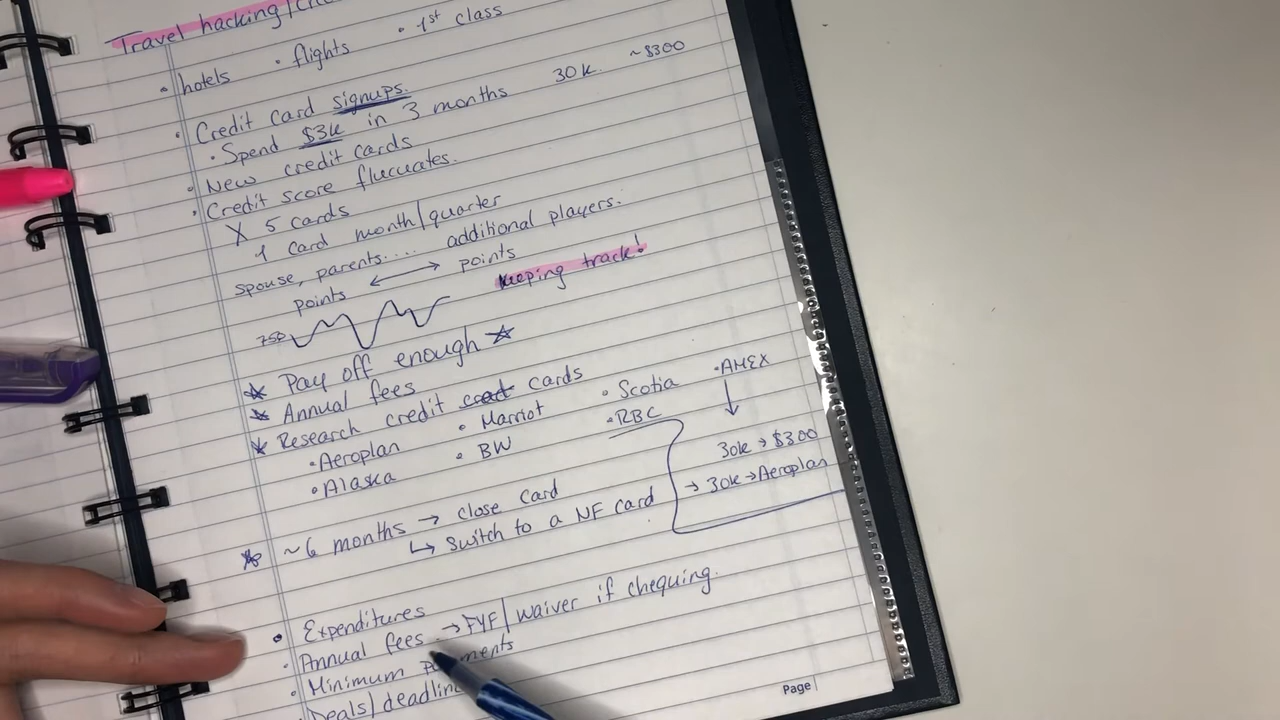 Travel hacking/
• hotels • flights • 1st class
• Credit card signups. 30k ~$300
• Spend $3k in 3 months
• New credit cards
• Credit score flucuates.
X 5 cards
1 card month/quarter
spouse, parents.... additional players.
points ↔ points keeping track!
750
☆ Pay off enough ☆
☆ Annual fees
☆ Research credit cards
• Aeroplan • Marriot • Scotia • AMEX
• Alaska • BW • RBC ↓
30k → $300
→ 30k → Aeroplan
☆ ~6 months → close card
↳ switch to a NF card
• Expenditures
• Annual fees → FYF/waiver if chequing.
• Minimum payments
• Deals/deadlin
Page